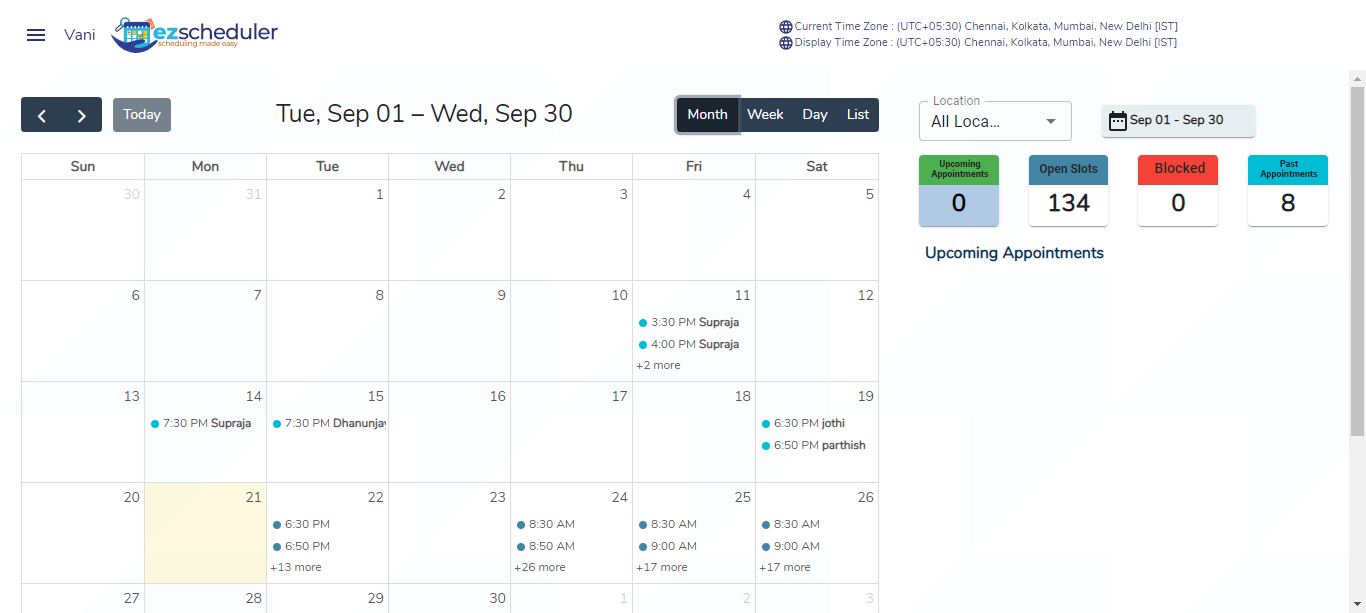 Vani
ezscheduler
scheduling made easy
Current Time Zone : (UTC+05:30) Chennai, Kolkata, Mumbai, New Delhi [IST]
Display Time Zone : (UTC+05:30) Chennai, Kolkata, Mumbai, New Delhi [IST]
Today
Tue, Sep 01 – Wed, Sep 30
Month Week Day List
Location
All Loca...
Sep 01 - Sep 30
Upcoming Appointments
0
Open Slots
134
Blocked
0
Past Appointments
8
Upcoming Appointments
Sun Mon Tue Wed Thu Fri Sat
30 31 1 2 3 4 5
6 7 8 9 10 11 12
3:30 PM Supraja
4:00 PM Supraja
+2 more
13 14 15 16 17 18 19
7:30 PM Supraja
7:30 PM Dhanunjay
6:30 PM jothi
6:50 PM parthish
20 21 22 23 24 25 26
6:30 PM
6:50 PM
+13 more
8:30 AM
8:50 AM
+26 more
8:30 AM
9:00 AM
+17 more
8:30 AM
9:00 AM
+17 more
27 28 29 30 1 2 3